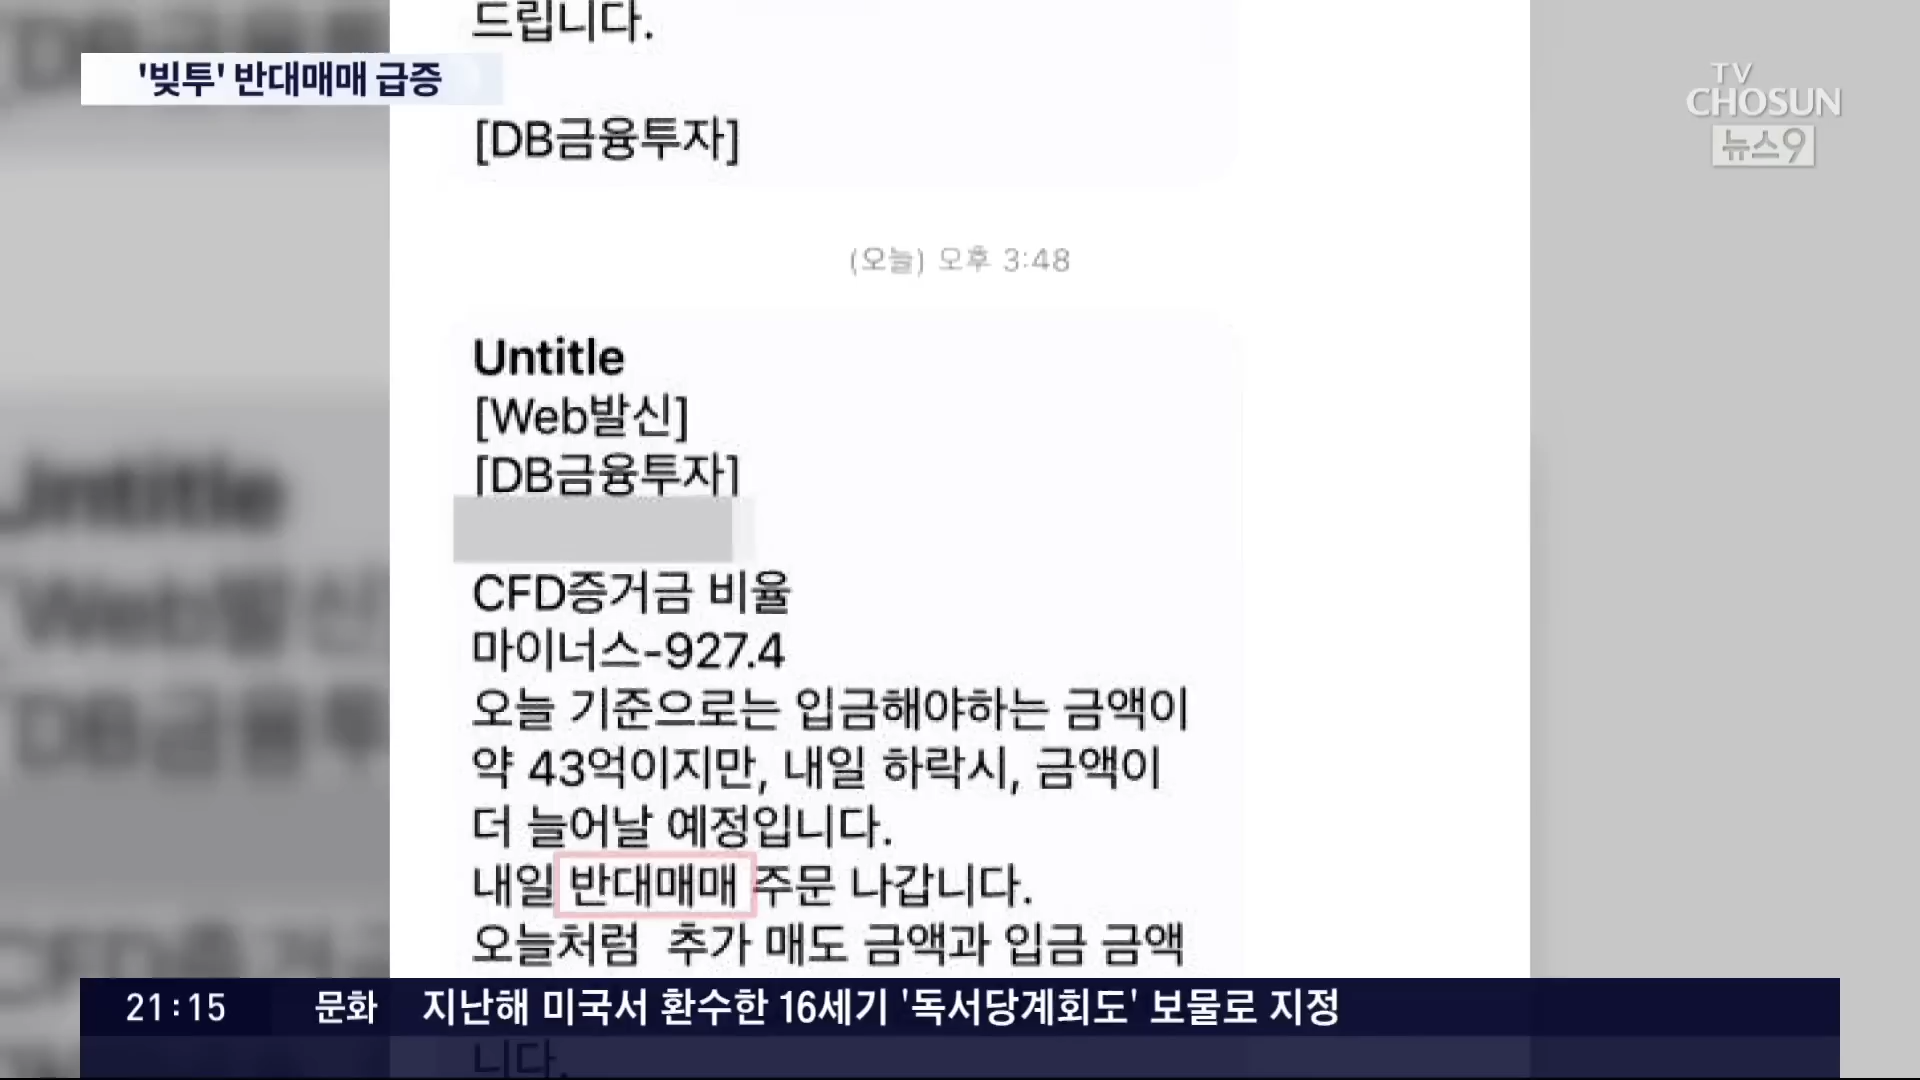 드립니다.
'빚투' 반대매매 급증
TV
CHOSUN
뉴스9
[DB금융투자]
(오늘) 오후 3:48
Untitle
[Web발신]
[DB금융투자]
CFD증거금 비율
마이너스-927.4
오늘 기준으로는 입금해야하는 금액이
약 43억이지만, 내일 하락시, 금액이
더 늘어날 예정입니다.
내일 반대매매 주문 나갑니다.
오늘처럼 추가 매도 금액과 입금 금액
21:15 문화 지난해 미국서 환수한 16세기 '독서당계회도' 보물로 지정
니다.